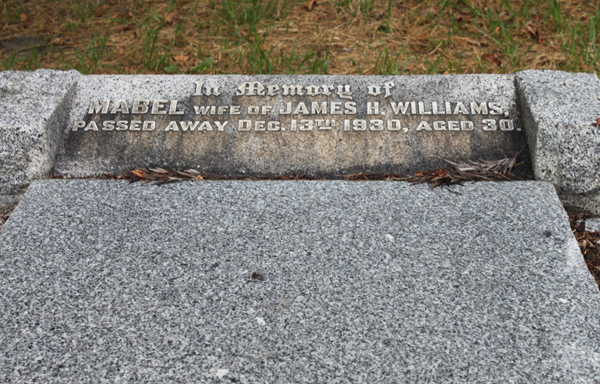 In Memory of
MABEL WIFE OF JAMES H. WILLIAMS,
PASSED AWAY DEC. 13TH 1930, AGED 30.